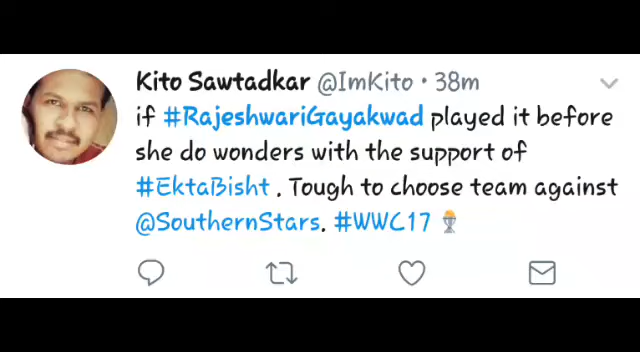 Kito Sawtadkar @ImKito • 38m
if #RajeshwariGayakwad played it before
she do wonders with the support of
#EktaBisht . Tough to choose team against
@SouthernStars. #WWC17 🏆